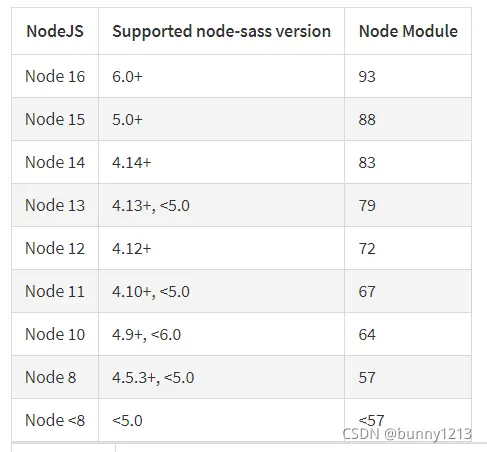 NodeJS Supported node-sass version Node Module
Node 16 6.0+ 93
Node 15 5.0+ 88
Node 14 4.14+ 83
Node 13 4.13+, <5.0 79
Node 12 4.12+ 72
Node 11 4.10+, <5.0 67
Node 10 4.9+, <6.0 64
Node 8 4.5.3+, <5.0 57
Node <8 <5.0 <57
CSDN @bunny1213